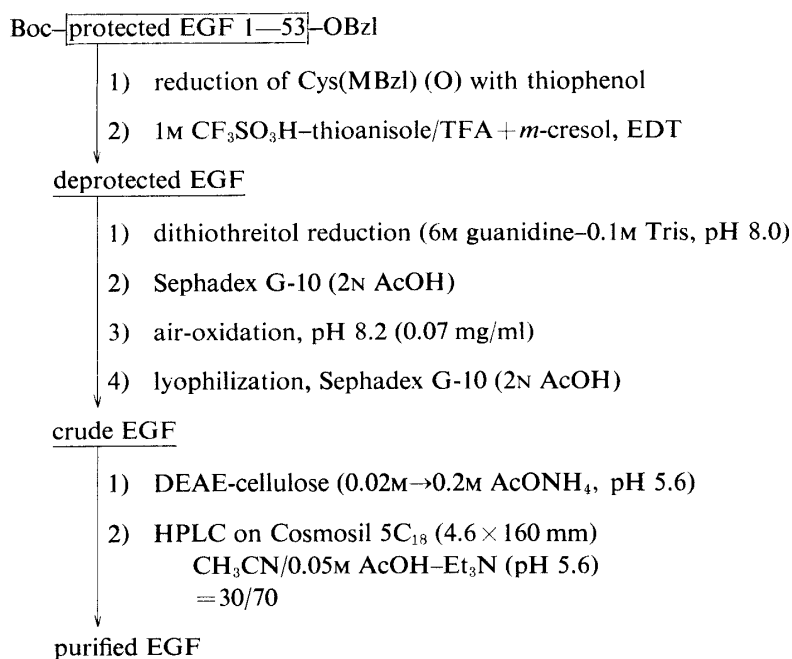 Boc–protected EGF 1—53–OBzl
1) reduction of Cys(MBzl) (O) with thiophenol
2) 1M CF₃SO₃H–thioanisole/TFA + m-cresol, EDT
deprotected EGF
1) dithiothreitol reduction (6M guanidine–0.1M Tris, pH 8.0)
2) Sephadex G-10 (2N AcOH)
3) air-oxidation, pH 8.2 (0.07 mg/ml)
4) lyophilization, Sephadex G-10 (2N AcOH)
crude EGF
1) DEAE-cellulose (0.02M→0.2M AcONH₄, pH 5.6)
2) HPLC on Cosmosil 5C₁₈ (4.6 × 160 mm)
CH₃CN/0.05M AcOH–Et₃N (pH 5.6)
=30/70
purified EGF